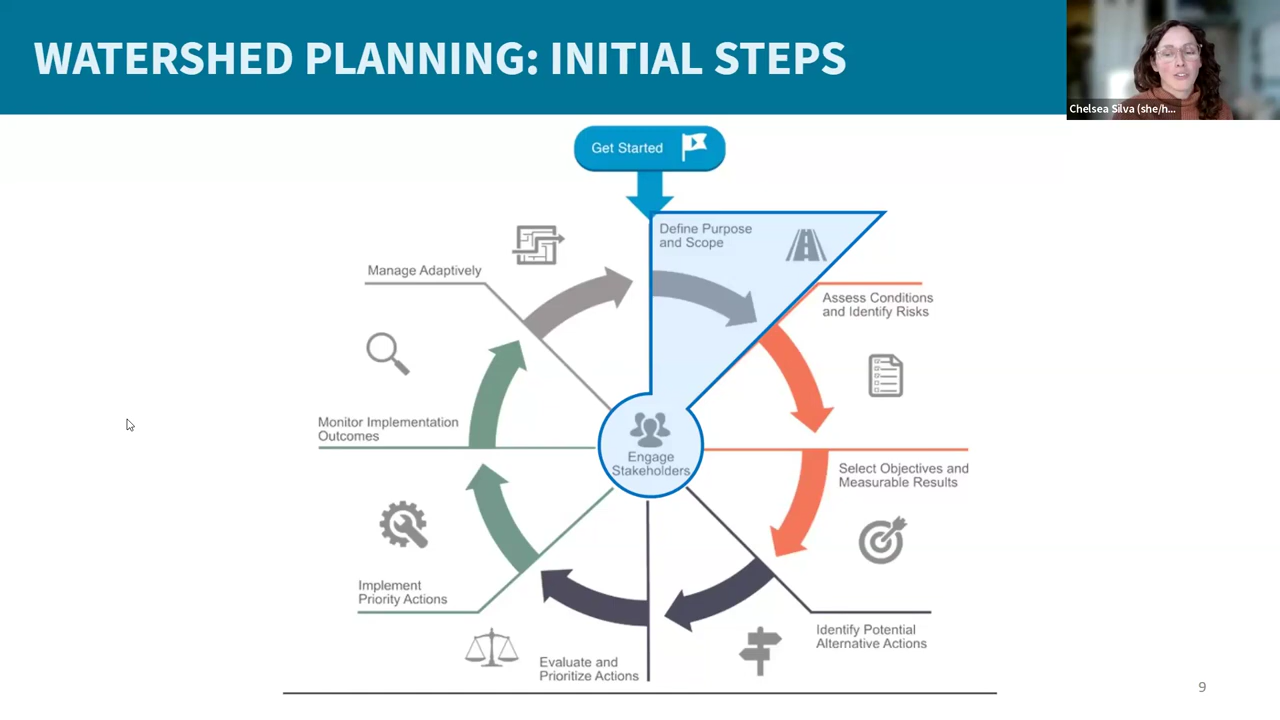 WATERSHED PLANNING: INITIAL STEPS
Chelsea Silva (she/h...
Get Started
Define Purpose
and Scope
Manage Adaptively
Assess Conditions
and Identify Risks
Monitor Implementation
Outcomes
Engage
Stakeholders
Select Objectives and
Measurable Results
Implement
Priority Actions
Identify Potential
Alternative Actions
Evaluate and
Prioritize Actions
9